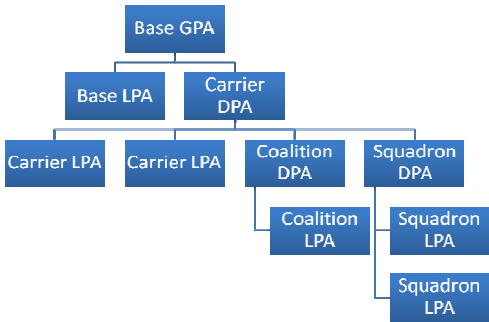 Base GPA
Base LPA
Carrier
DPA
Carrier LPA
Carrier LPA
Coalition
DPA
Squadron
DPA
Coalition
LPA
Squadron
LPA
Squadron
LPA